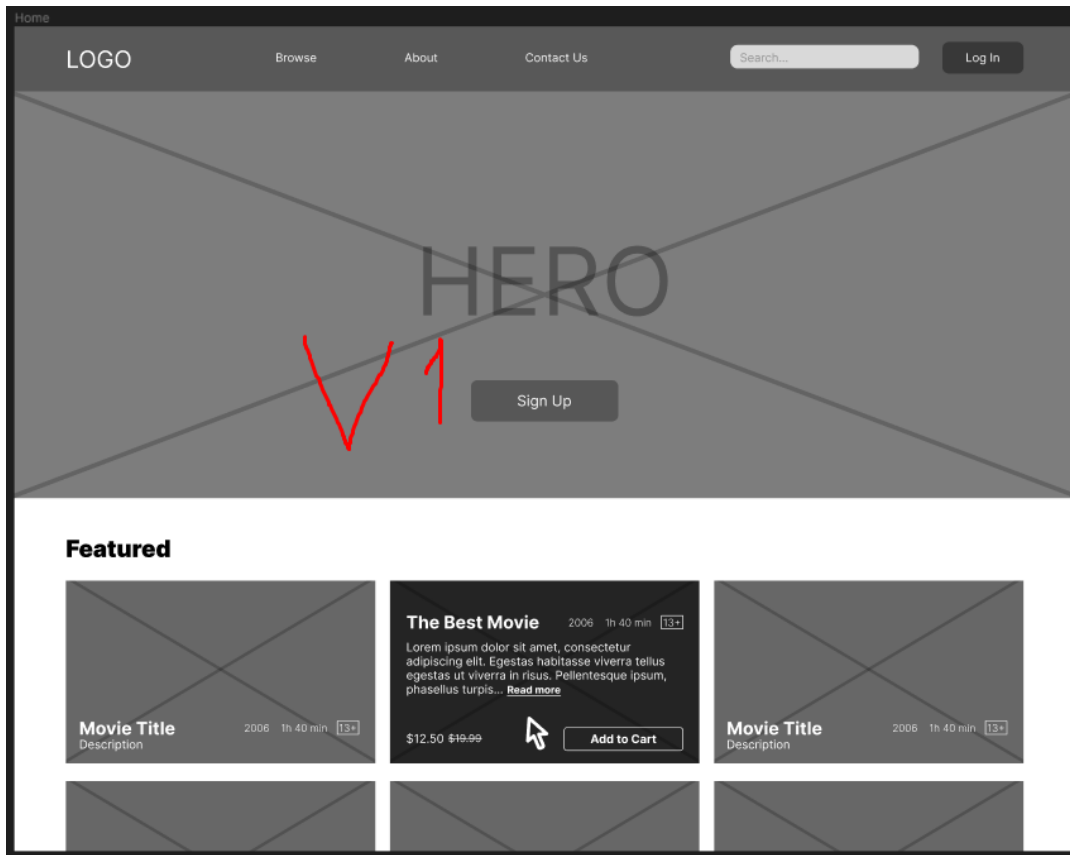 Home
LOGO Browse About Contact Us Search... Log In
HERO
V 1
Sign Up
Featured
The Best Movie 2006 1h 40 min 13+
Lorem ipsum dolor sit amet, consectetur
adipiscing elit. Egestas habitasse viverra tellus
egestas ut viverra in risus. Pellentesque ipsum,
phasellus turpis... Read more
$12.50 $19.99 Add to Cart
Movie Title 2006 1h 40 min 13+
Description
Movie Title 2006 1h 40 min 13+
Description